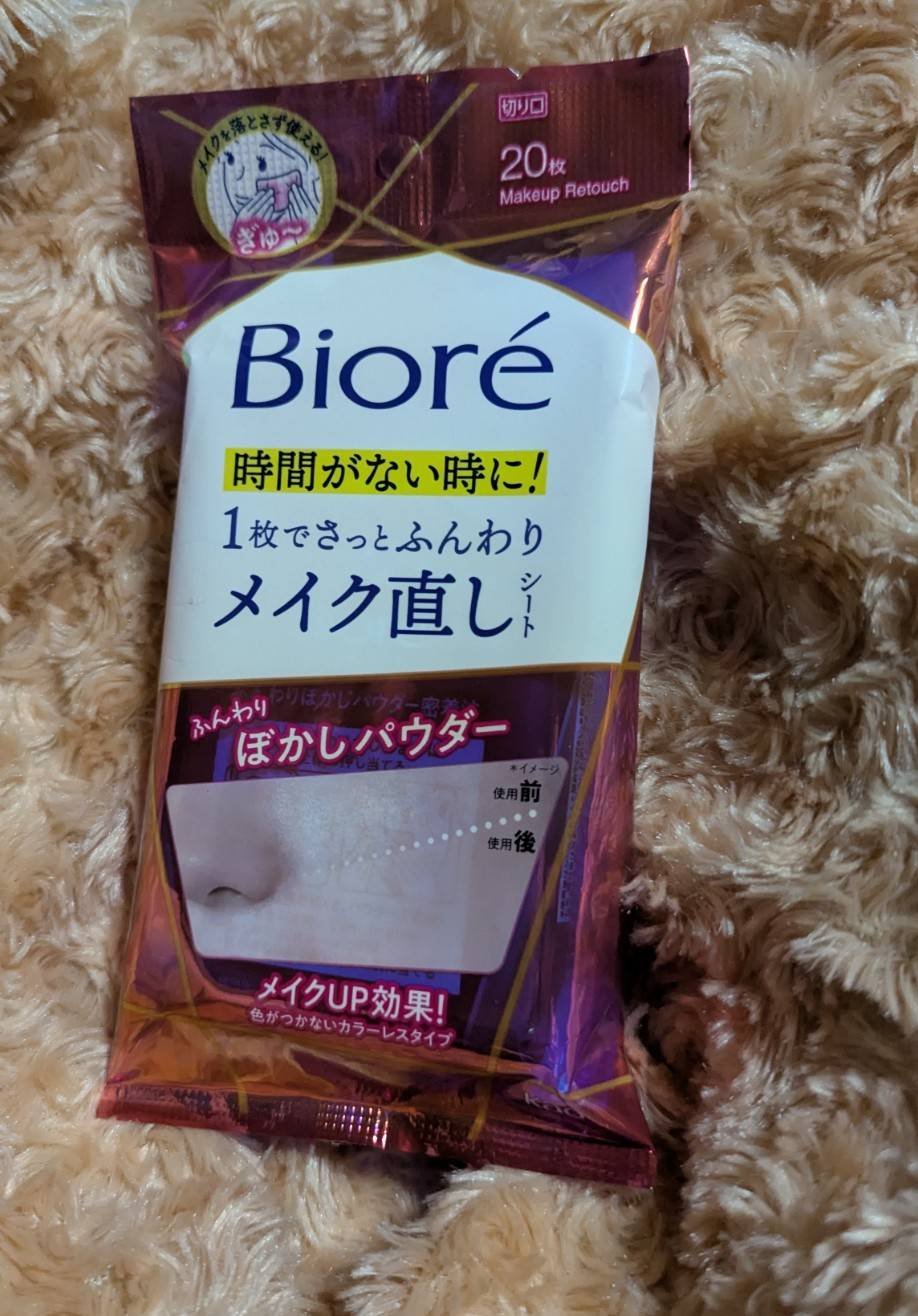 メイクを落とさず使える!
ぎゅ〜
切り口
20枚
Makeup Retouch
Bioré
時間がない時に!
1枚でさっとふんわり
メイク直しシート
ふんわり
ぼかしパウダー
*イメージ
使用前
使用後
メイクUP効果!
色がつかないカラーレスタイプ